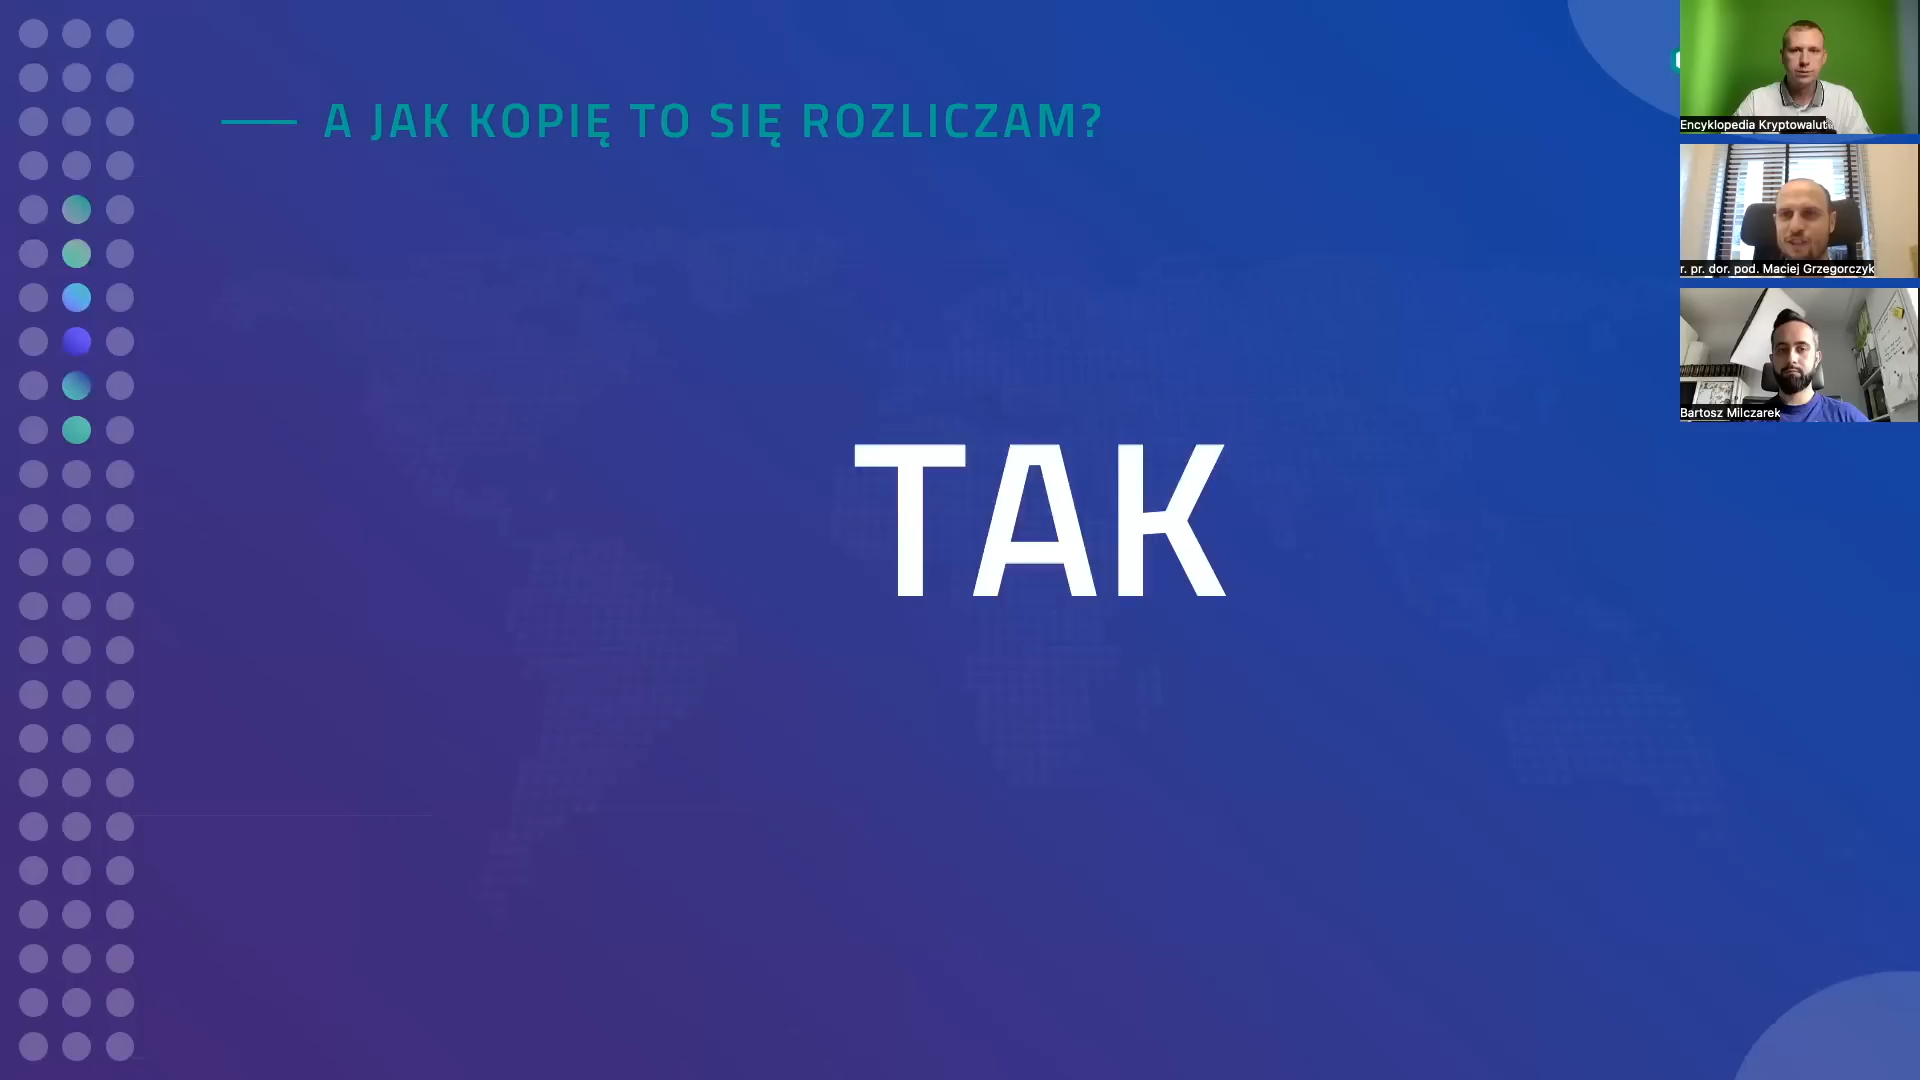 A JAK KOPIĘ TO SIĘ ROZLICZAM?
TAK
Encyklopedia Kryptowalut
r. pr. dor. pod. Maciej Grzegorczyk
Bartosz Milczarek